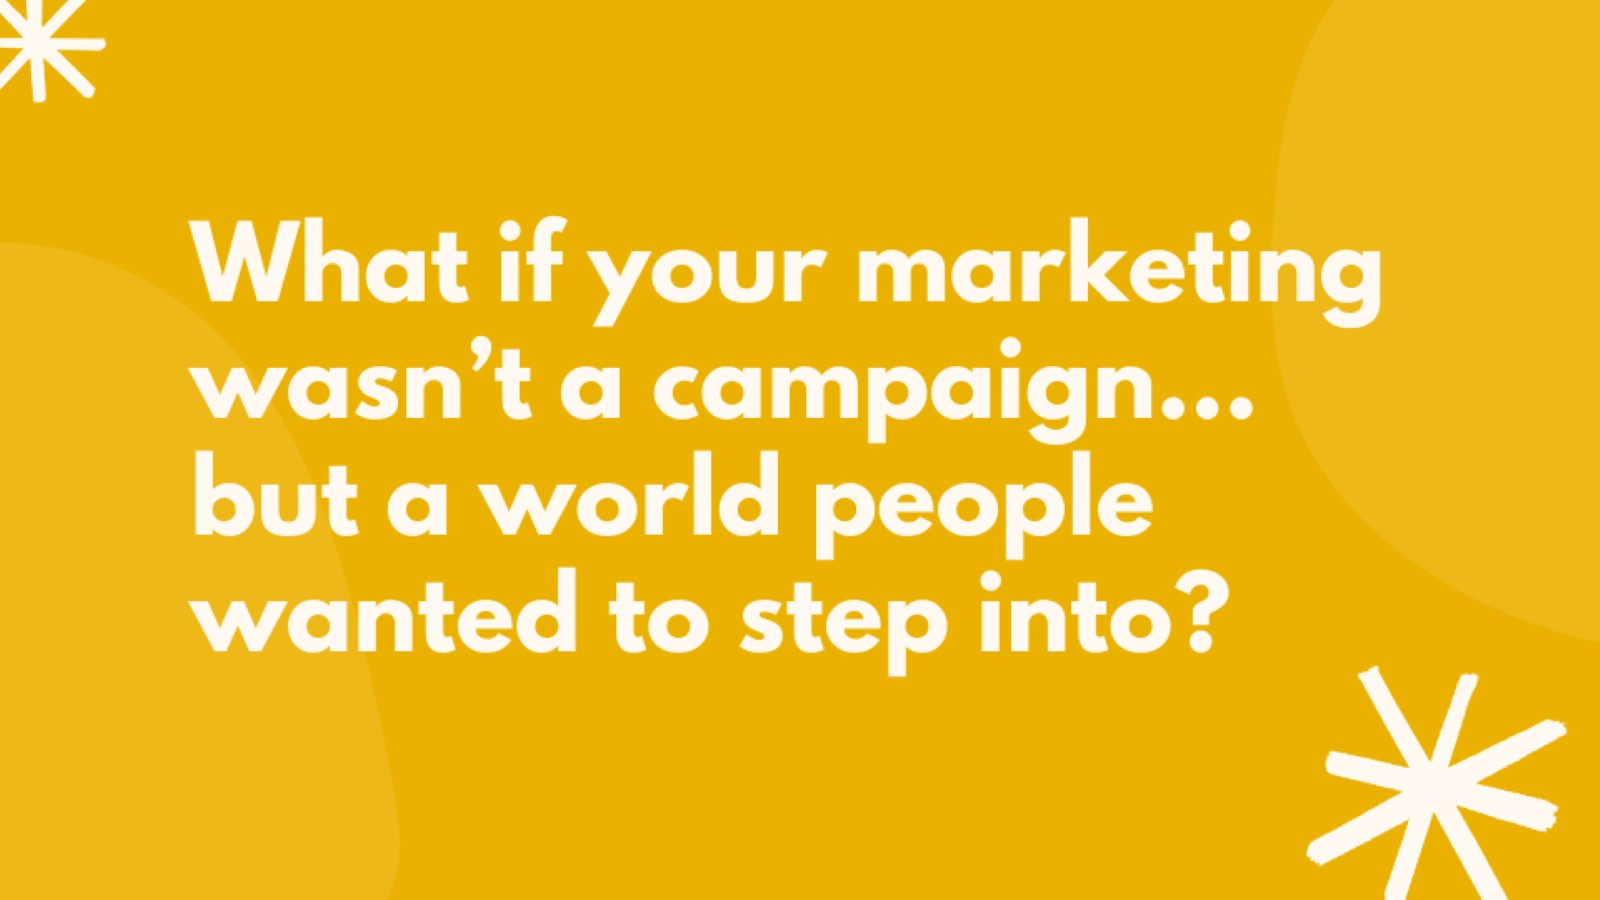 What if your marketing
wasn’t a campaign...
but a world people
wanted to step into?